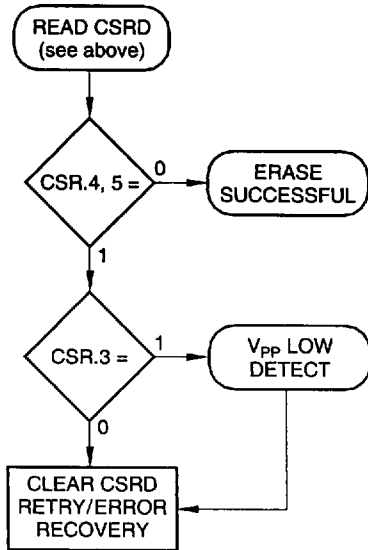 READ CSRD
(see above)
CSR.4, 5 =
0
ERASE
SUCCESSFUL
1
CSR.3 =
1
VPP LOW
DETECT
0
CLEAR CSRD
RETRY/ERROR
RECOVERY